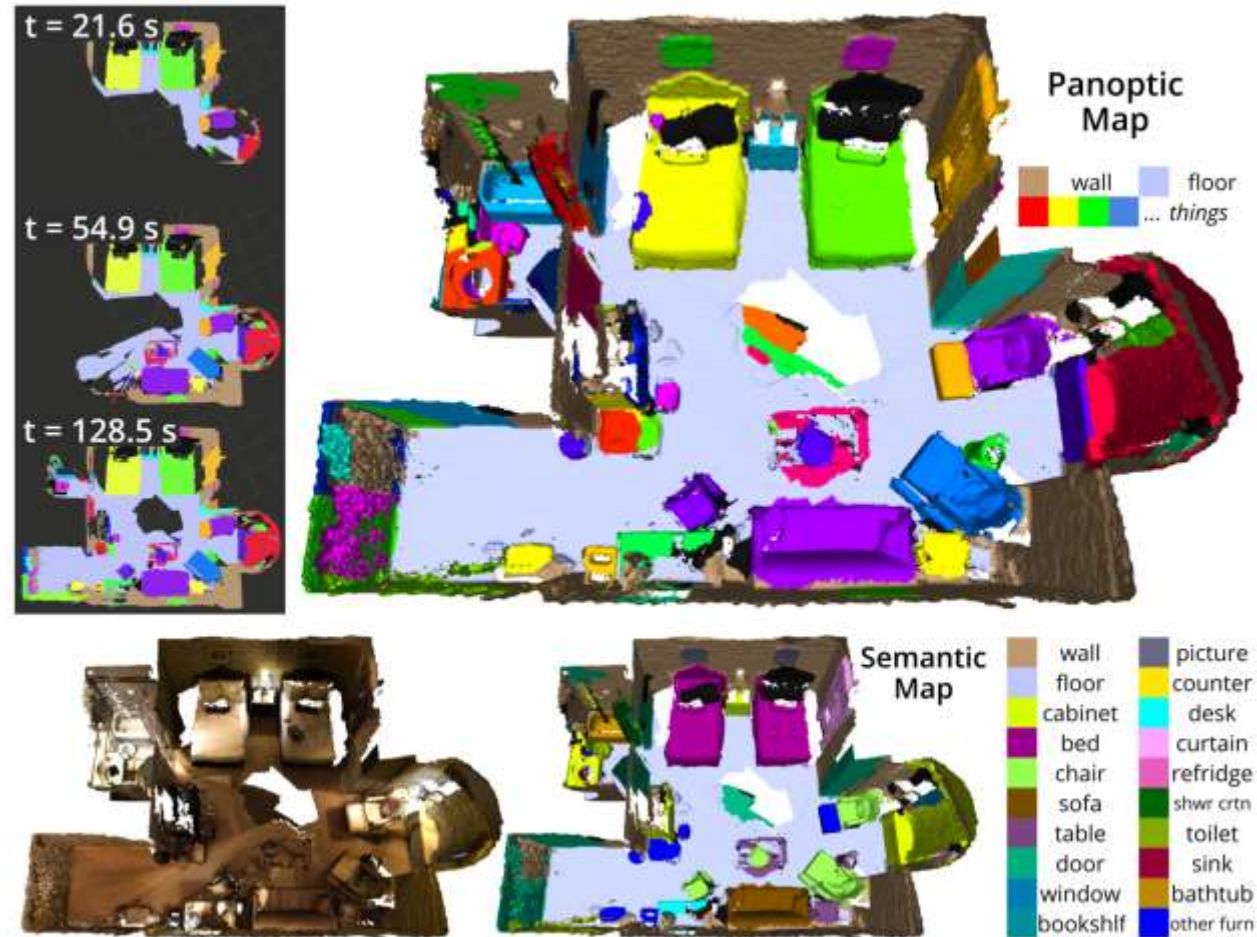 t = 21.6 s
t = 54.9 s
t = 128.5 s
Panoptic
Map
wall floor
... things
Semantic
Map
wall picture
floor counter
cabinet desk
bed curtain
chair refridge
sofa shwr crtn
table toilet
door sink
window bathtub
bookshlf other furn